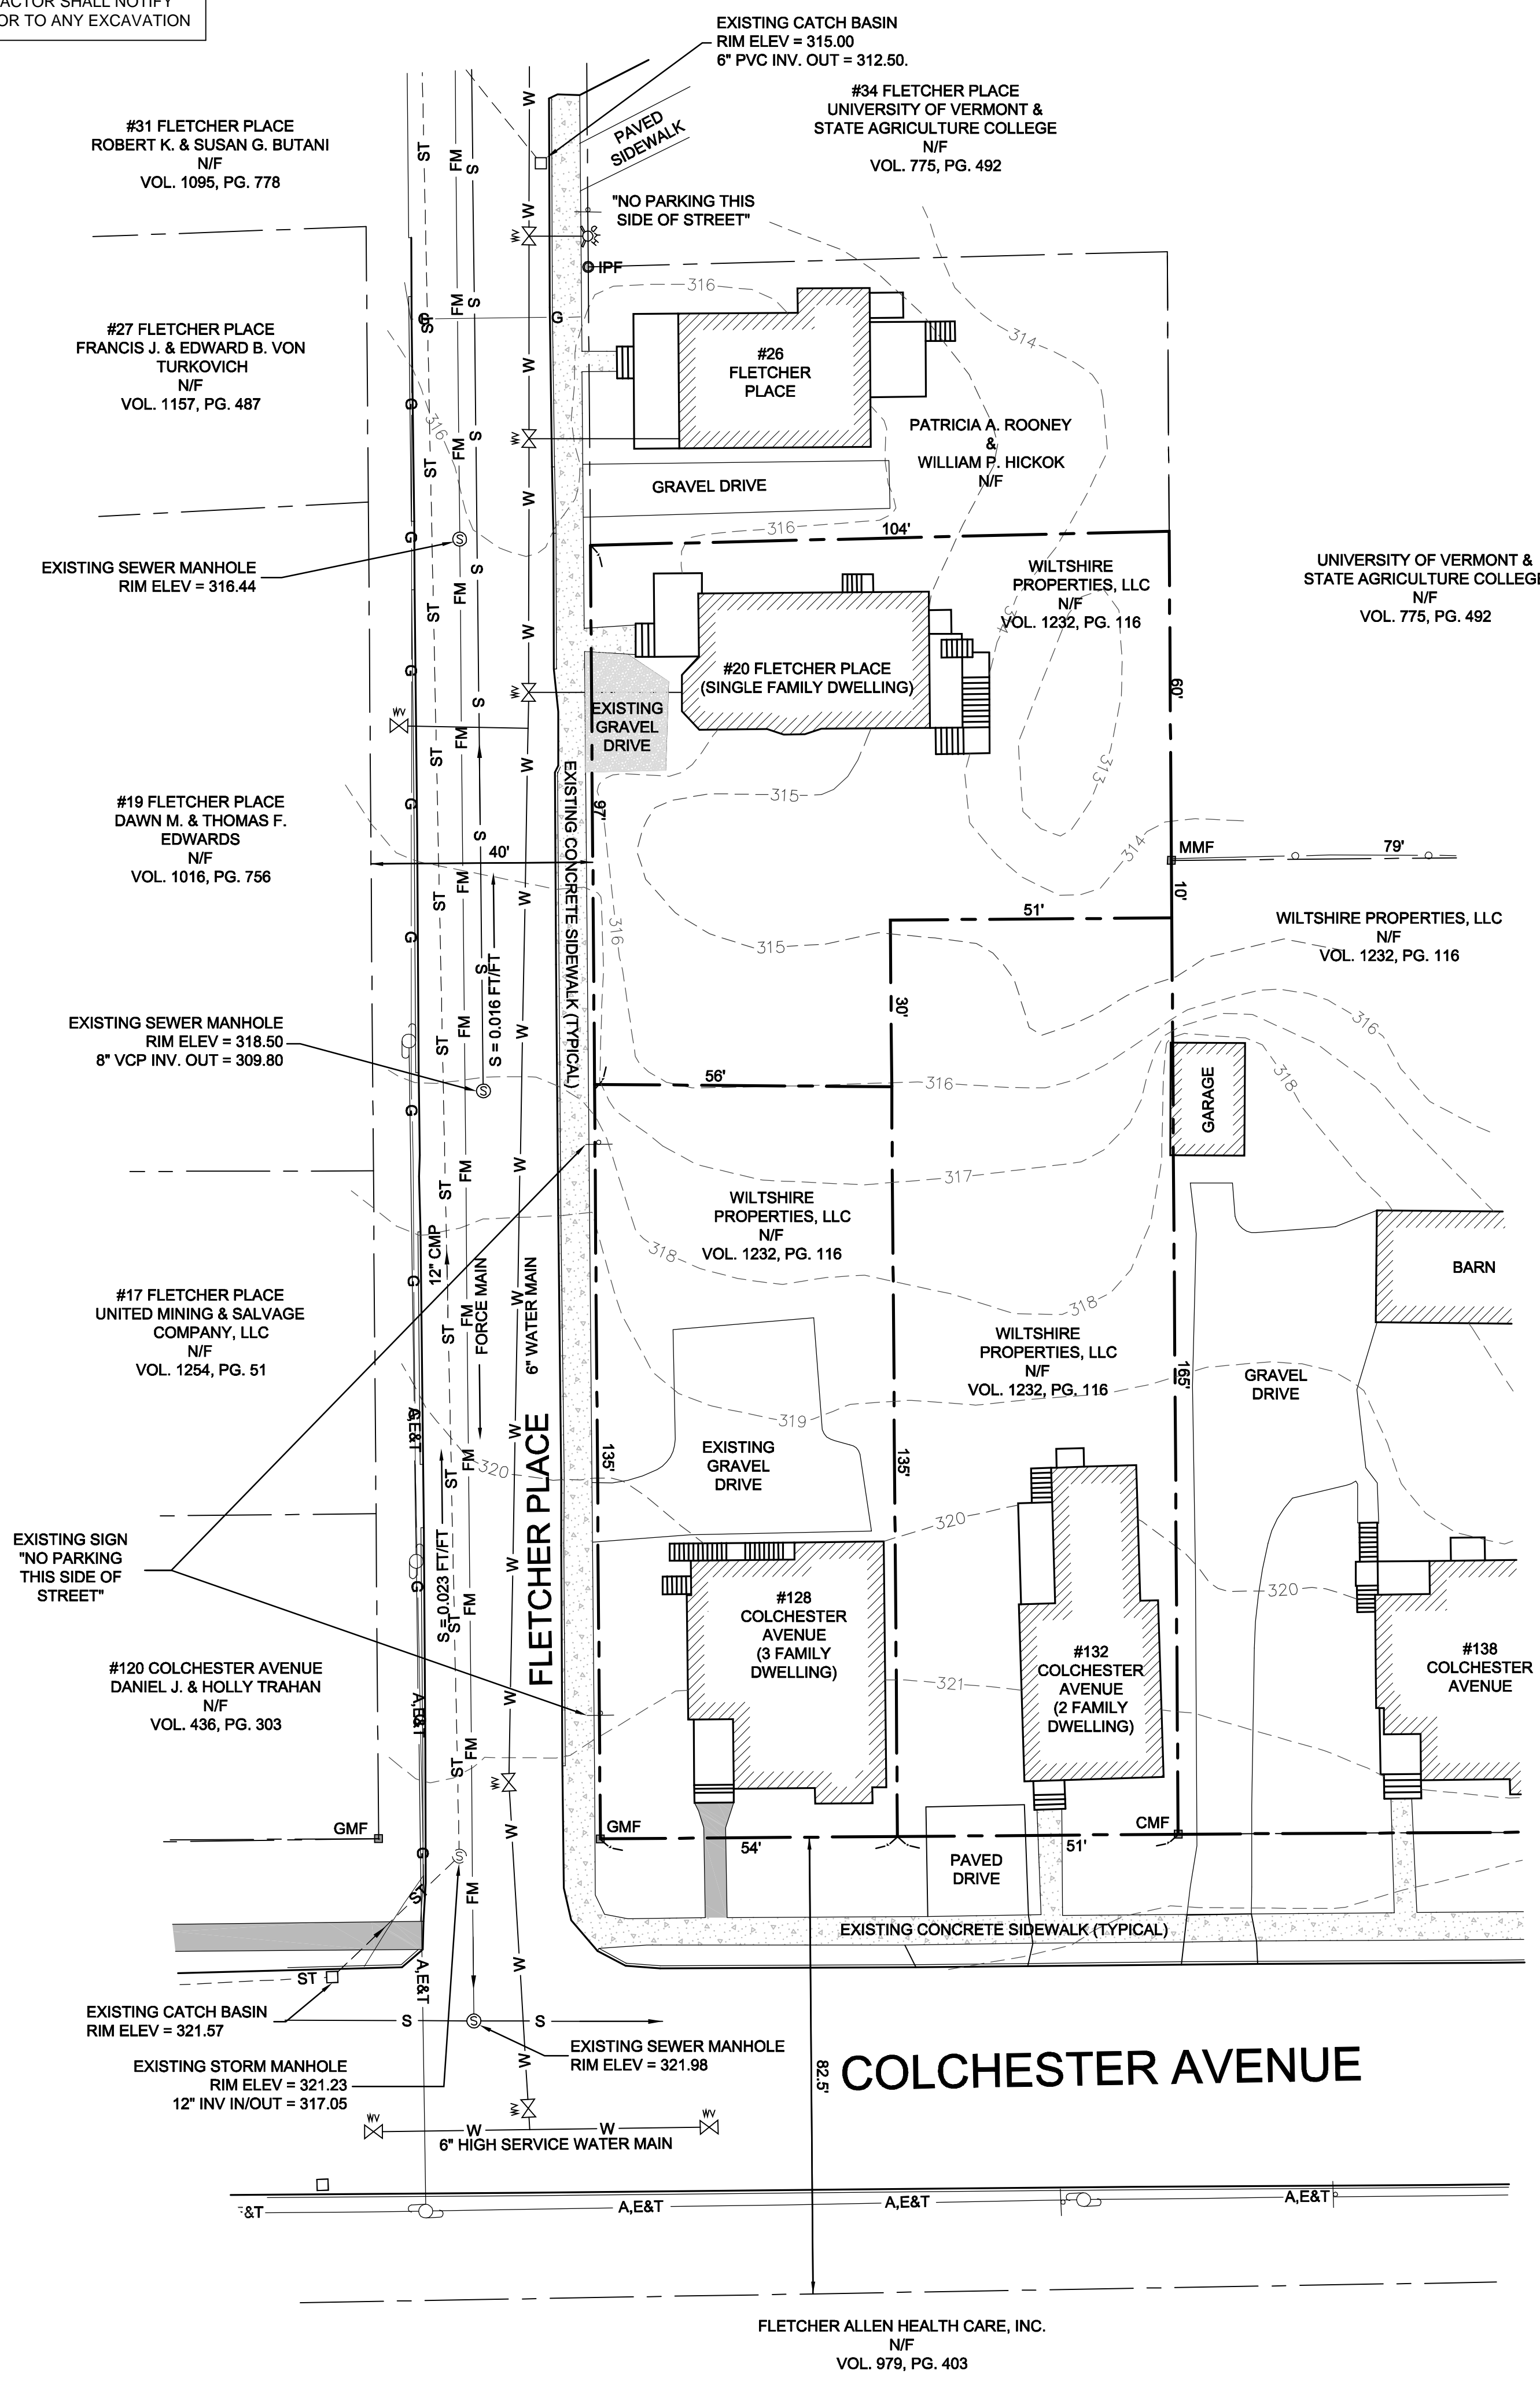 ACTOR SHALL NOTIFY
OR TO ANY EXCAVATION
EXISTING CATCH BASIN
RIM ELEV = 315.00
6" PVC INV. OUT = 312.50.
#34 FLETCHER PLACE
UNIVERSITY OF VERMONT &
STATE AGRICULTURE COLLEGE
N/F
VOL. 775, PG. 492
#31 FLETCHER PLACE
ROBERT K. & SUSAN G. BUTANI
N/F
VOL. 1095, PG. 778
PAVED
SIDEWALK
"NO PARKING THIS
SIDE OF STREET"
IPF
316
314
#27 FLETCHER PLACE
FRANCIS J. & EDWARD B. VON
TURKOVICH
N/F
VOL. 1157, PG. 487
#26
FLETCHER
PLACE
PATRICIA A. ROONEY
&
WILLIAM P. HICKOK
N/F
316
GRAVEL DRIVE
316
104'
EXISTING SEWER MANHOLE
RIM ELEV = 316.44
WILTSHIRE
PROPERTIES, LLC
N/F
VOL. 1232, PG. 116
314
UNIVERSITY OF VERMONT &
STATE AGRICULTURE COLLEGE
N/F
VOL. 775, PG. 492
#20 FLETCHER PLACE
(SINGLE FAMILY DWELLING)
60'
EXISTING
GRAVEL
DRIVE
WV
313
315
97'
#19 FLETCHER PLACE
DAWN M. & THOMAS F.
EDWARDS
N/F
VOL. 1016, PG. 756
40'
EXISTING CONCRETE SIDEWALK (TYPICAL)
314
MMF
79'
10'
51'
WILTSHIRE PROPERTIES, LLC
N/F
VOL. 1232, PG. 116
316
315
30'
S = 0.016 FT/FT
EXISTING SEWER MANHOLE
RIM ELEV = 318.50
8" VCP INV. OUT = 309.80
316
318
GARAGE
56'
316
317
WILTSHIRE
PROPERTIES, LLC
N/F
VOL. 1232, PG. 116
318
318
BARN
12" CMP
FORCE MAIN
6" WATER MAIN
#17 FLETCHER PLACE
UNITED MINING & SALVAGE
COMPANY, LLC
N/F
VOL. 1254, PG. 51
WILTSHIRE
PROPERTIES, LLC
N/F
VOL. 1232, PG. 116
165'
GRAVEL
DRIVE
319
EXISTING
GRAVEL
DRIVE
135'
135'
320
FLETCHER PLACE
320
320
EXISTING SIGN
"NO PARKING
THIS SIDE OF
STREET"
S = 0.023 FT/FT
#128
COLCHESTER
AVENUE
(3 FAMILY
DWELLING)
#132
COLCHESTER
AVENUE
(2 FAMILY
DWELLING)
#138
COLCHESTER
AVENUE
321
#120 COLCHESTER AVENUE
DANIEL J. & HOLLY TRAHAN
N/F
VOL. 436, PG. 303
A,E&T
GMF
GMF
54'
51'
CMF
PAVED
DRIVE
EXISTING CONCRETE SIDEWALK (TYPICAL)
ST
A,E&T
EXISTING CATCH BASIN
RIM ELEV = 321.57
S
S
EXISTING SEWER MANHOLE
RIM ELEV = 321.98
EXISTING STORM MANHOLE
RIM ELEV = 321.23
12" INV IN/OUT = 317.05
82.5'
COLCHESTER AVENUE
WV
W
W
WV
6" HIGH SERVICE WATER MAIN
&T
A,E&T
A,E&T
A,E&T
FLETCHER ALLEN HEALTH CARE, INC.
N/F
VOL. 979, PG. 403